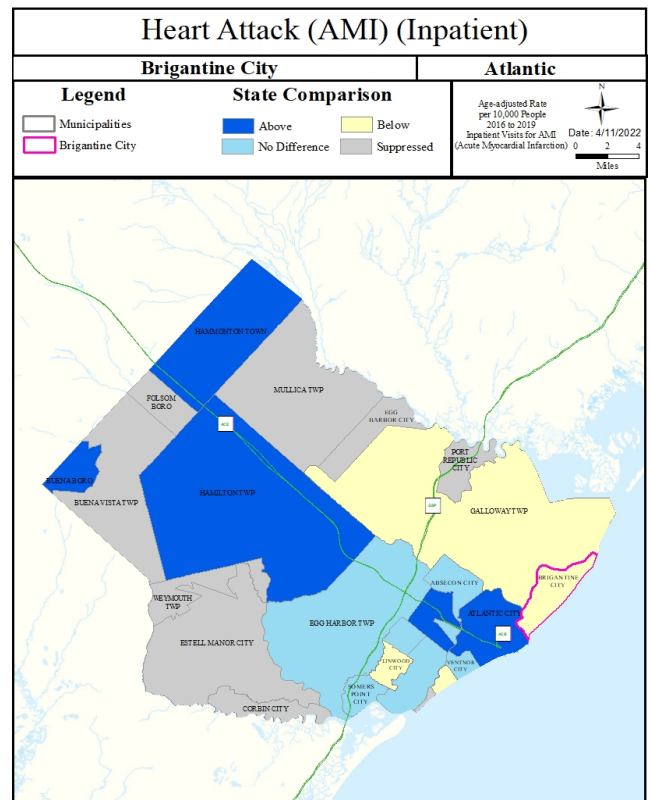 Heart Attack (AMI) (Inpatient)
Brigantine City
Atlantic
Legend
Municipalities
Brigantine City
State Comparison
Above
Below
No Difference
Suppressed
Age-adjusted Rate
per 10,000 People
2016 to 2019
Inpatient Visits for AMI
(Acute Myocardial Infarction)
N
Date: 4/11/2022
0 2 4
Miles
HAMMONTON TOWN
MULLICA TWP
FOLSOM
BORO
EGG
HARBOR CITY
ACE
PORT
REPUBLIC
CITY
BUENA BORO
HAMILTON TWP
BUENA VISTA TWP
GSP
GALLOWAY TWP
ABSECON CITY
BRIGANTINE
CITY
WEYMOUTH
TWP
ATLANTIC CITY
EGG HARBOR TWP
ESTELL MANOR CITY
LINWOOD
CITY
VENTNOR
CITY
SOMERS
POINT
CITY
CORBIN CITY